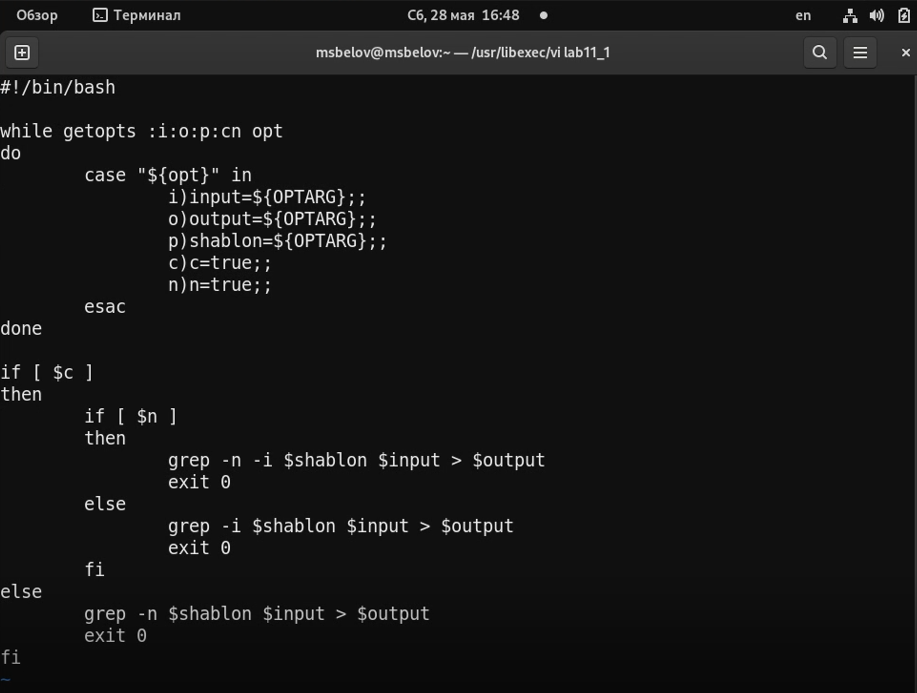 Обзор Терминал Сб, 28 мая 16:48 en
msbelov@msbelov:~ — /usr/libexec/vi lab11_1
#!/bin/bash

while getopts :i:o:p:cn opt
do
        case "${opt}" in
                i)input=${OPTARG};;
                o)output=${OPTARG};;
                p)shablon=${OPTARG};;
                c)c=true;;
                n)n=true;;
        esac
done

if [ $c ]
then
        if [ $n ]
        then
                grep -n -i $shablon $input > $output
                exit 0
        else
                grep -i $shablon $input > $output
                exit 0
        fi
else
        grep -n $shablon $input > $output
        exit 0
fi
~